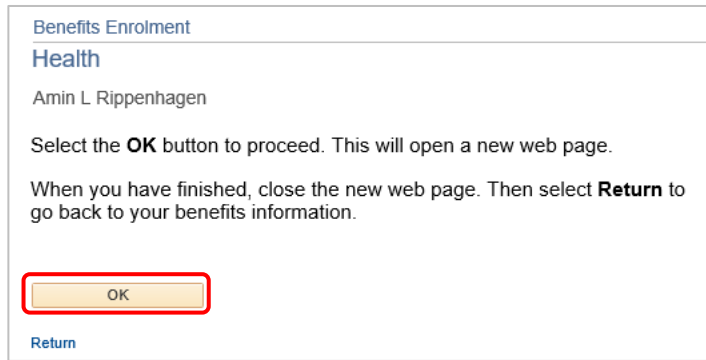 Benefits Enrolment
Health
Amin L Rippenhagen
Select the OK button to proceed. This will open a new web page.
When you have finished, close the new web page. Then select Return to
go back to your benefits information.
OK
Return